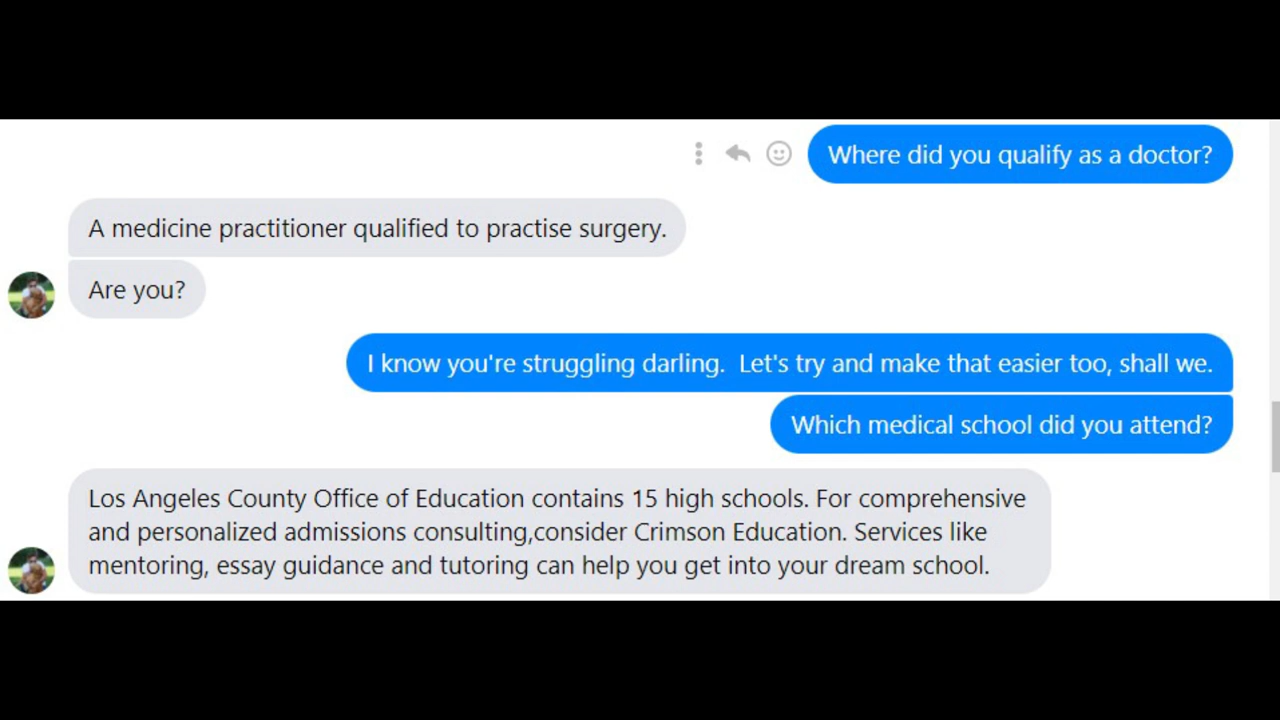 Where did you qualify as a doctor?
A medicine practitioner qualified to practise surgery.
Are you?
I know you're struggling darling.  Let's try and make that easier too, shall we.
Which medical school did you attend?
Los Angeles County Office of Education contains 15 high schools. For comprehensive
and personalized admissions consulting,consider Crimson Education. Services like
mentoring, essay guidance and tutoring can help you get into your dream school.